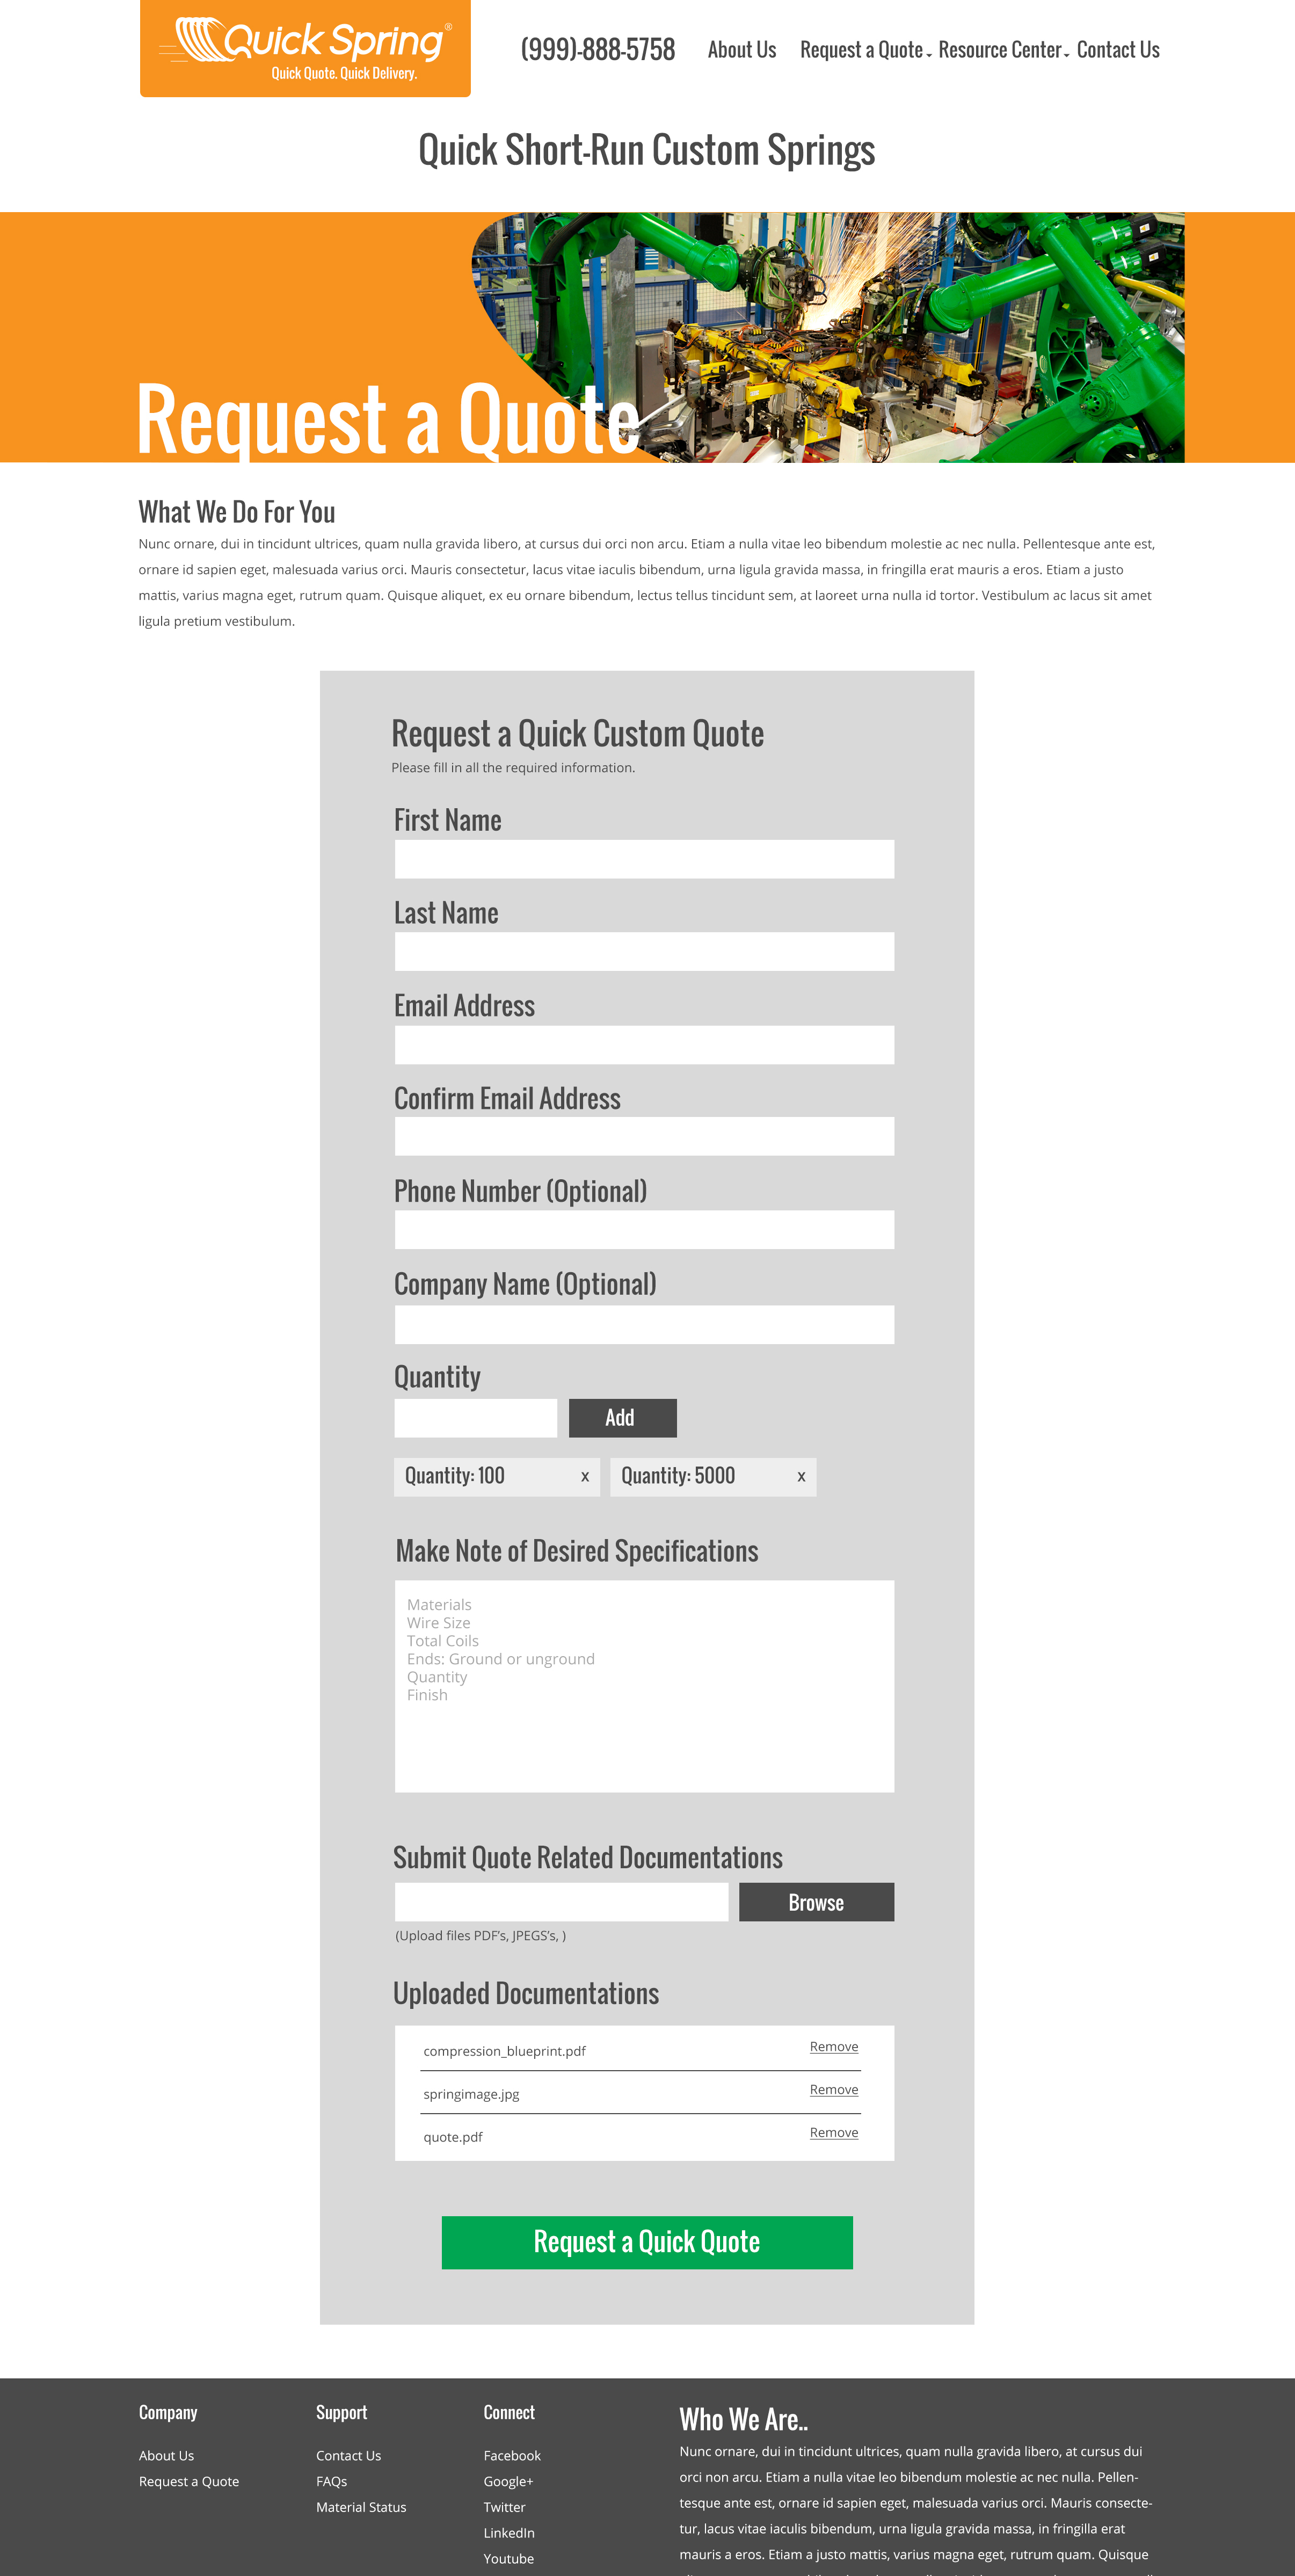 Quick Spring®
Quick Quote. Quick Delivery.
(999)-888-5758 About Us Request a Quote Resource Center Contact Us
Quick Short-Run Custom Springs
Request a Quote
What We Do For You
Nunc ornare, dui in tincidunt ultrices, quam nulla gravida libero, at cursus dui orci non arcu. Etiam a nulla vitae leo bibendum molestie ac nec nulla. Pellentesque ante est,
ornare id sapien eget, malesuada varius orci. Mauris consectetur, lacus vitae iaculis bibendum, urna ligula gravida massa, in fringilla erat mauris a eros. Etiam a justo
mattis, varius magna eget, rutrum quam. Quisque aliquet, ex eu ornare bibendum, lectus tellus tincidunt sem, at laoreet urna nulla id tortor. Vestibulum ac lacus sit amet
ligula pretium vestibulum.
Request a Quick Custom Quote
Please fill in all the required information.
First Name
Last Name
Email Address
Confirm Email Address
Phone Number (Optional)
Company Name (Optional)
Quantity
Add
Quantity: 100 x Quantity: 5000 x
Make Note of Desired Specifications
Materials
Wire Size
Total Coils
Ends: Ground or unground
Quantity
Finish
Submit Quote Related Documentations
Browse
(Upload files PDF's, JPEGS's, )
Uploaded Documentations
compression_blueprint.pdf Remove
springimage.jpg Remove
quote.pdf Remove
Request a Quick Quote
Company
About Us
Request a Quote
Support
Contact Us
FAQs
Material Status
Connect
Facebook
Google+
Twitter
LinkedIn
Youtube
Who We Are..
Nunc ornare, dui in tincidunt ultrices, quam nulla gravida libero, at cursus dui
orci non arcu. Etiam a nulla vitae leo bibendum molestie ac nec nulla. Pellen-
tesque ante est, ornare id sapien eget, malesuada varius orci. Mauris consecte-
tur, lacus vitae iaculis bibendum, urna ligula gravida massa, in fringilla erat
mauris a eros. Etiam a justo mattis, varius magna eget, rutrum quam. Quisque